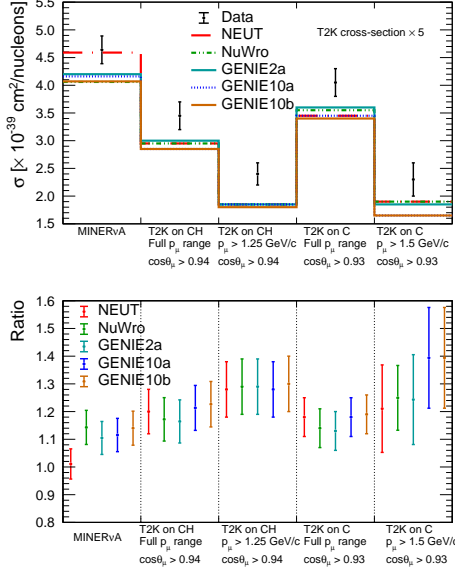 σ [× 10⁻³⁹ cm²/nucleons]
5.5
5.0
4.5
4.0
3.5
3.0
2.5
2.0
1.5
Data
NEUT
NuWro
GENIE2a
GENIE10a
GENIE10b
T2K cross-section × 5
MINERνA
T2K on CH
Full pμ range
cosθμ > 0.94
T2K on CH
pμ > 1.25 GeV/c
cosθμ > 0.94
T2K on C
Full pμ range
cosθμ > 0.93
T2K on C
pμ > 1.5 GeV/c
cosθμ > 0.93
Ratio
1.6
1.5
1.4
1.3
1.2
1.1
1.0
0.9
0.8
NEUT
NuWro
GENIE2a
GENIE10a
GENIE10b
MINERνA
T2K on CH
Full pμ range
cosθμ > 0.94
T2K on CH
pμ > 1.25 GeV/c
cosθμ > 0.94
T2K on C
Full pμ range
cosθμ > 0.93
T2K on C
pμ > 1.5 GeV/c
cosθμ > 0.93